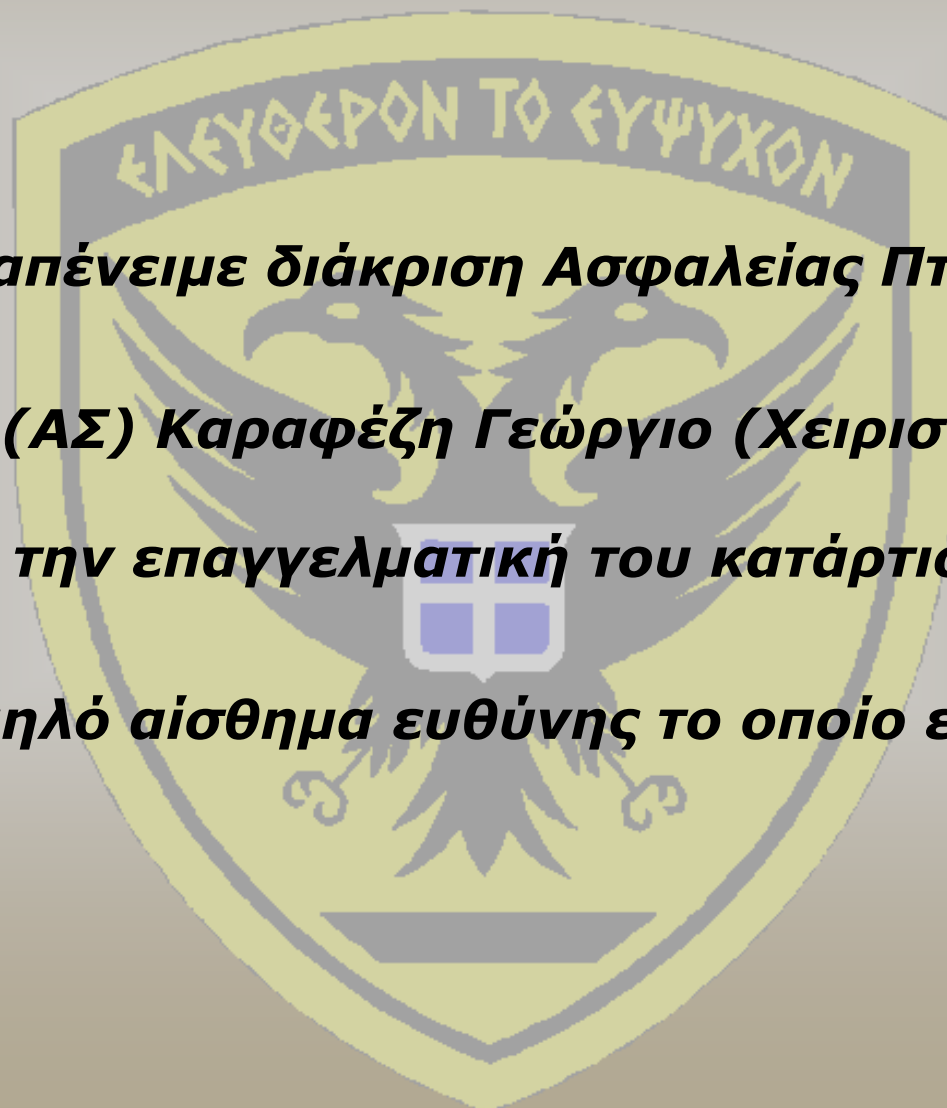 ΕΛΕΥΘΕΡΟΝ ΤΟ ΕΥΨΥΧΟΝ
απένειμε διάκριση Ασφαλείας Πτ
(ΑΣ) Καραφέζη Γεώργιο (Χειρισ
την επαγγελματική του κατάρτισ
ηλό αίσθημα ευθύνης το οποίο ε